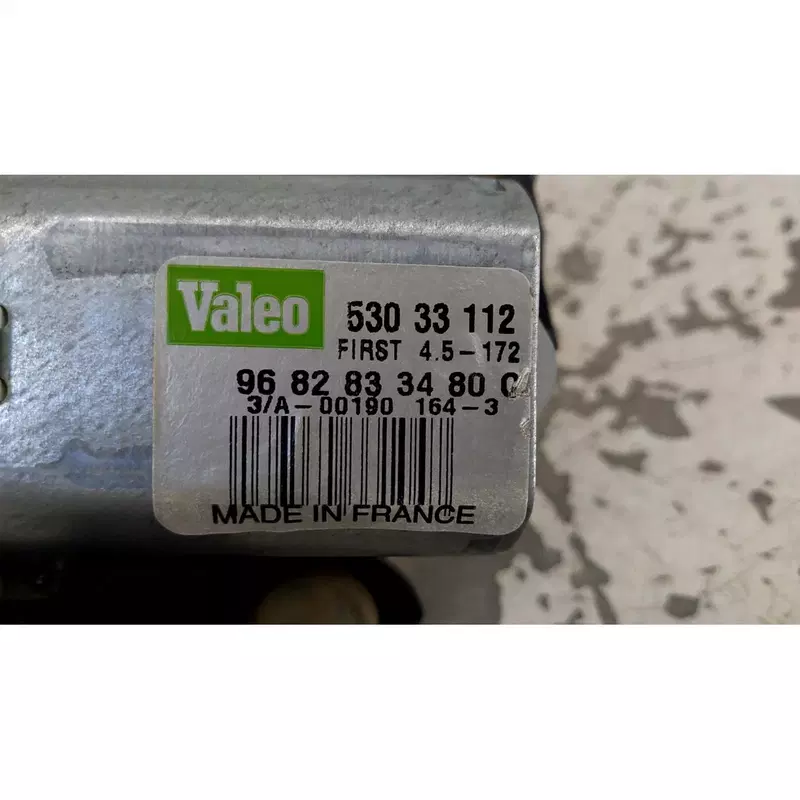 Valeo 530 33 112
FIRST 4.5-172
96 82 83 34 80
3/A-00190 164-3
MADE IN FRANCE